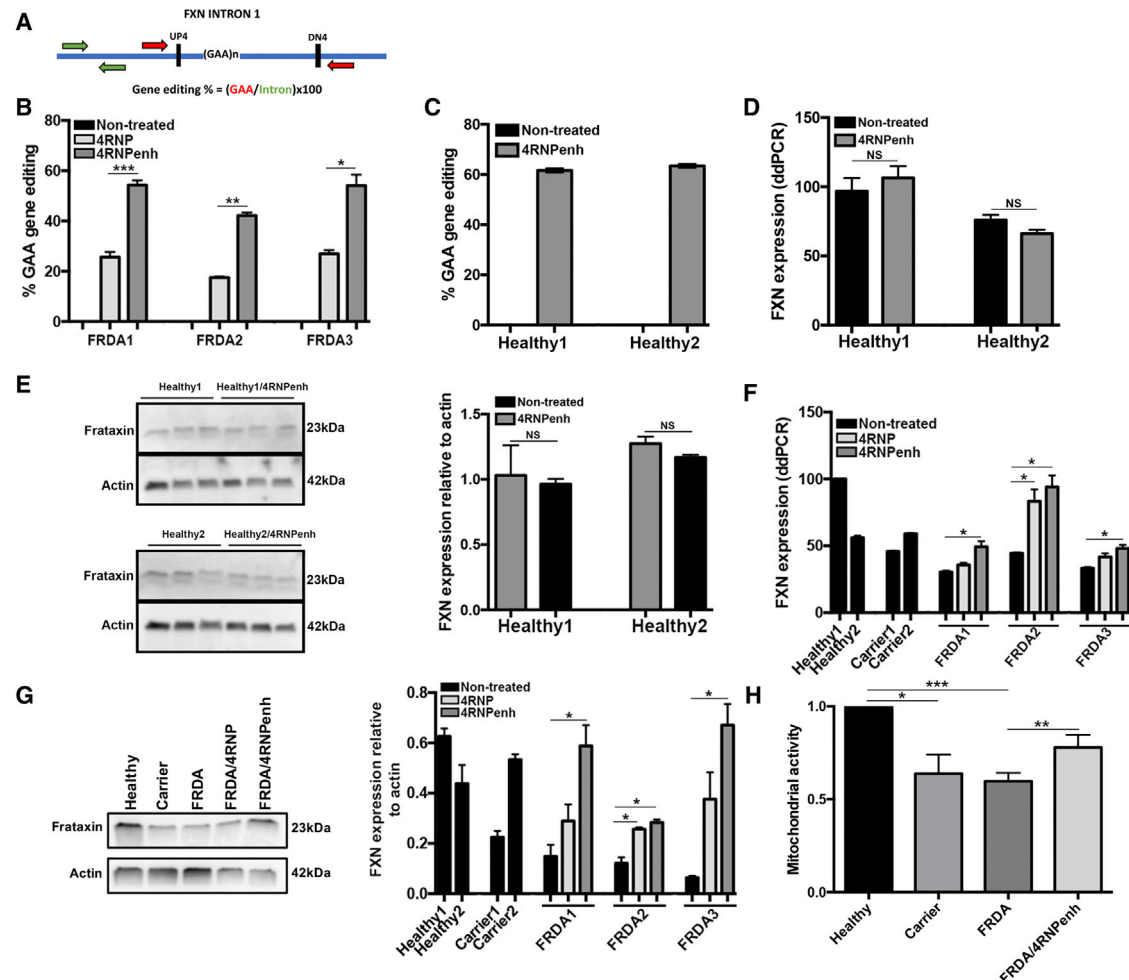 A
FXN INTRON 1
UP4
(GAA)n
DN4
Gene editing % = (GAA/Intron)x100
B
Non-treated
4RNP
4RNPenh
% GAA gene editing
80
60
40
20
0
***
**
*
FRDA1
FRDA2
FRDA3
C
Non-treated
4RNPenh
% GAA gene editing
80
60
40
20
0
Healthy1
Healthy2
D
Non-treated
4RNPenh
FXN expression (ddPCR)
150
100
50
0
NS
NS
Healthy1
Healthy2
E
Healthy1
Healthy1/4RNPenh
Frataxin
23kDa
Actin
42kDa
Healthy2
Healthy2/4RNPenh
Frataxin
23kDa
Actin
42kDa
4RNPenh
Non-treated
FXN expression relative to actin
1.5
1.0
0.5
0.0
NS
NS
Healthy1
Healthy2
F
Non-treated
4RNP
4RNPenh
FXN expression (ddPCR)
150
100
50
0
*
*
*
*
Healthy1
Healthy2
Carrier1
Carrier2
FRDA1
FRDA2
FRDA3
G
Healthy
Carrier
FRDA
FRDA/4RNP
FRDA/4RNPenh
Frataxin
23kDa
Actin
42kDa
Non-treated
4RNP
4RNPenh
FXN expression relative
to actin
0.8
0.6
0.4
0.2
0.0
*
*
*
*
Healthy1
Healthy2
Carrier1
Carrier2
FRDA1
FRDA2
FRDA3
H
Mitochondrial activity
1.0
0.5
0.0
***
*
**
Healthy
Carrier
FRDA
FRDA/4RNPenh